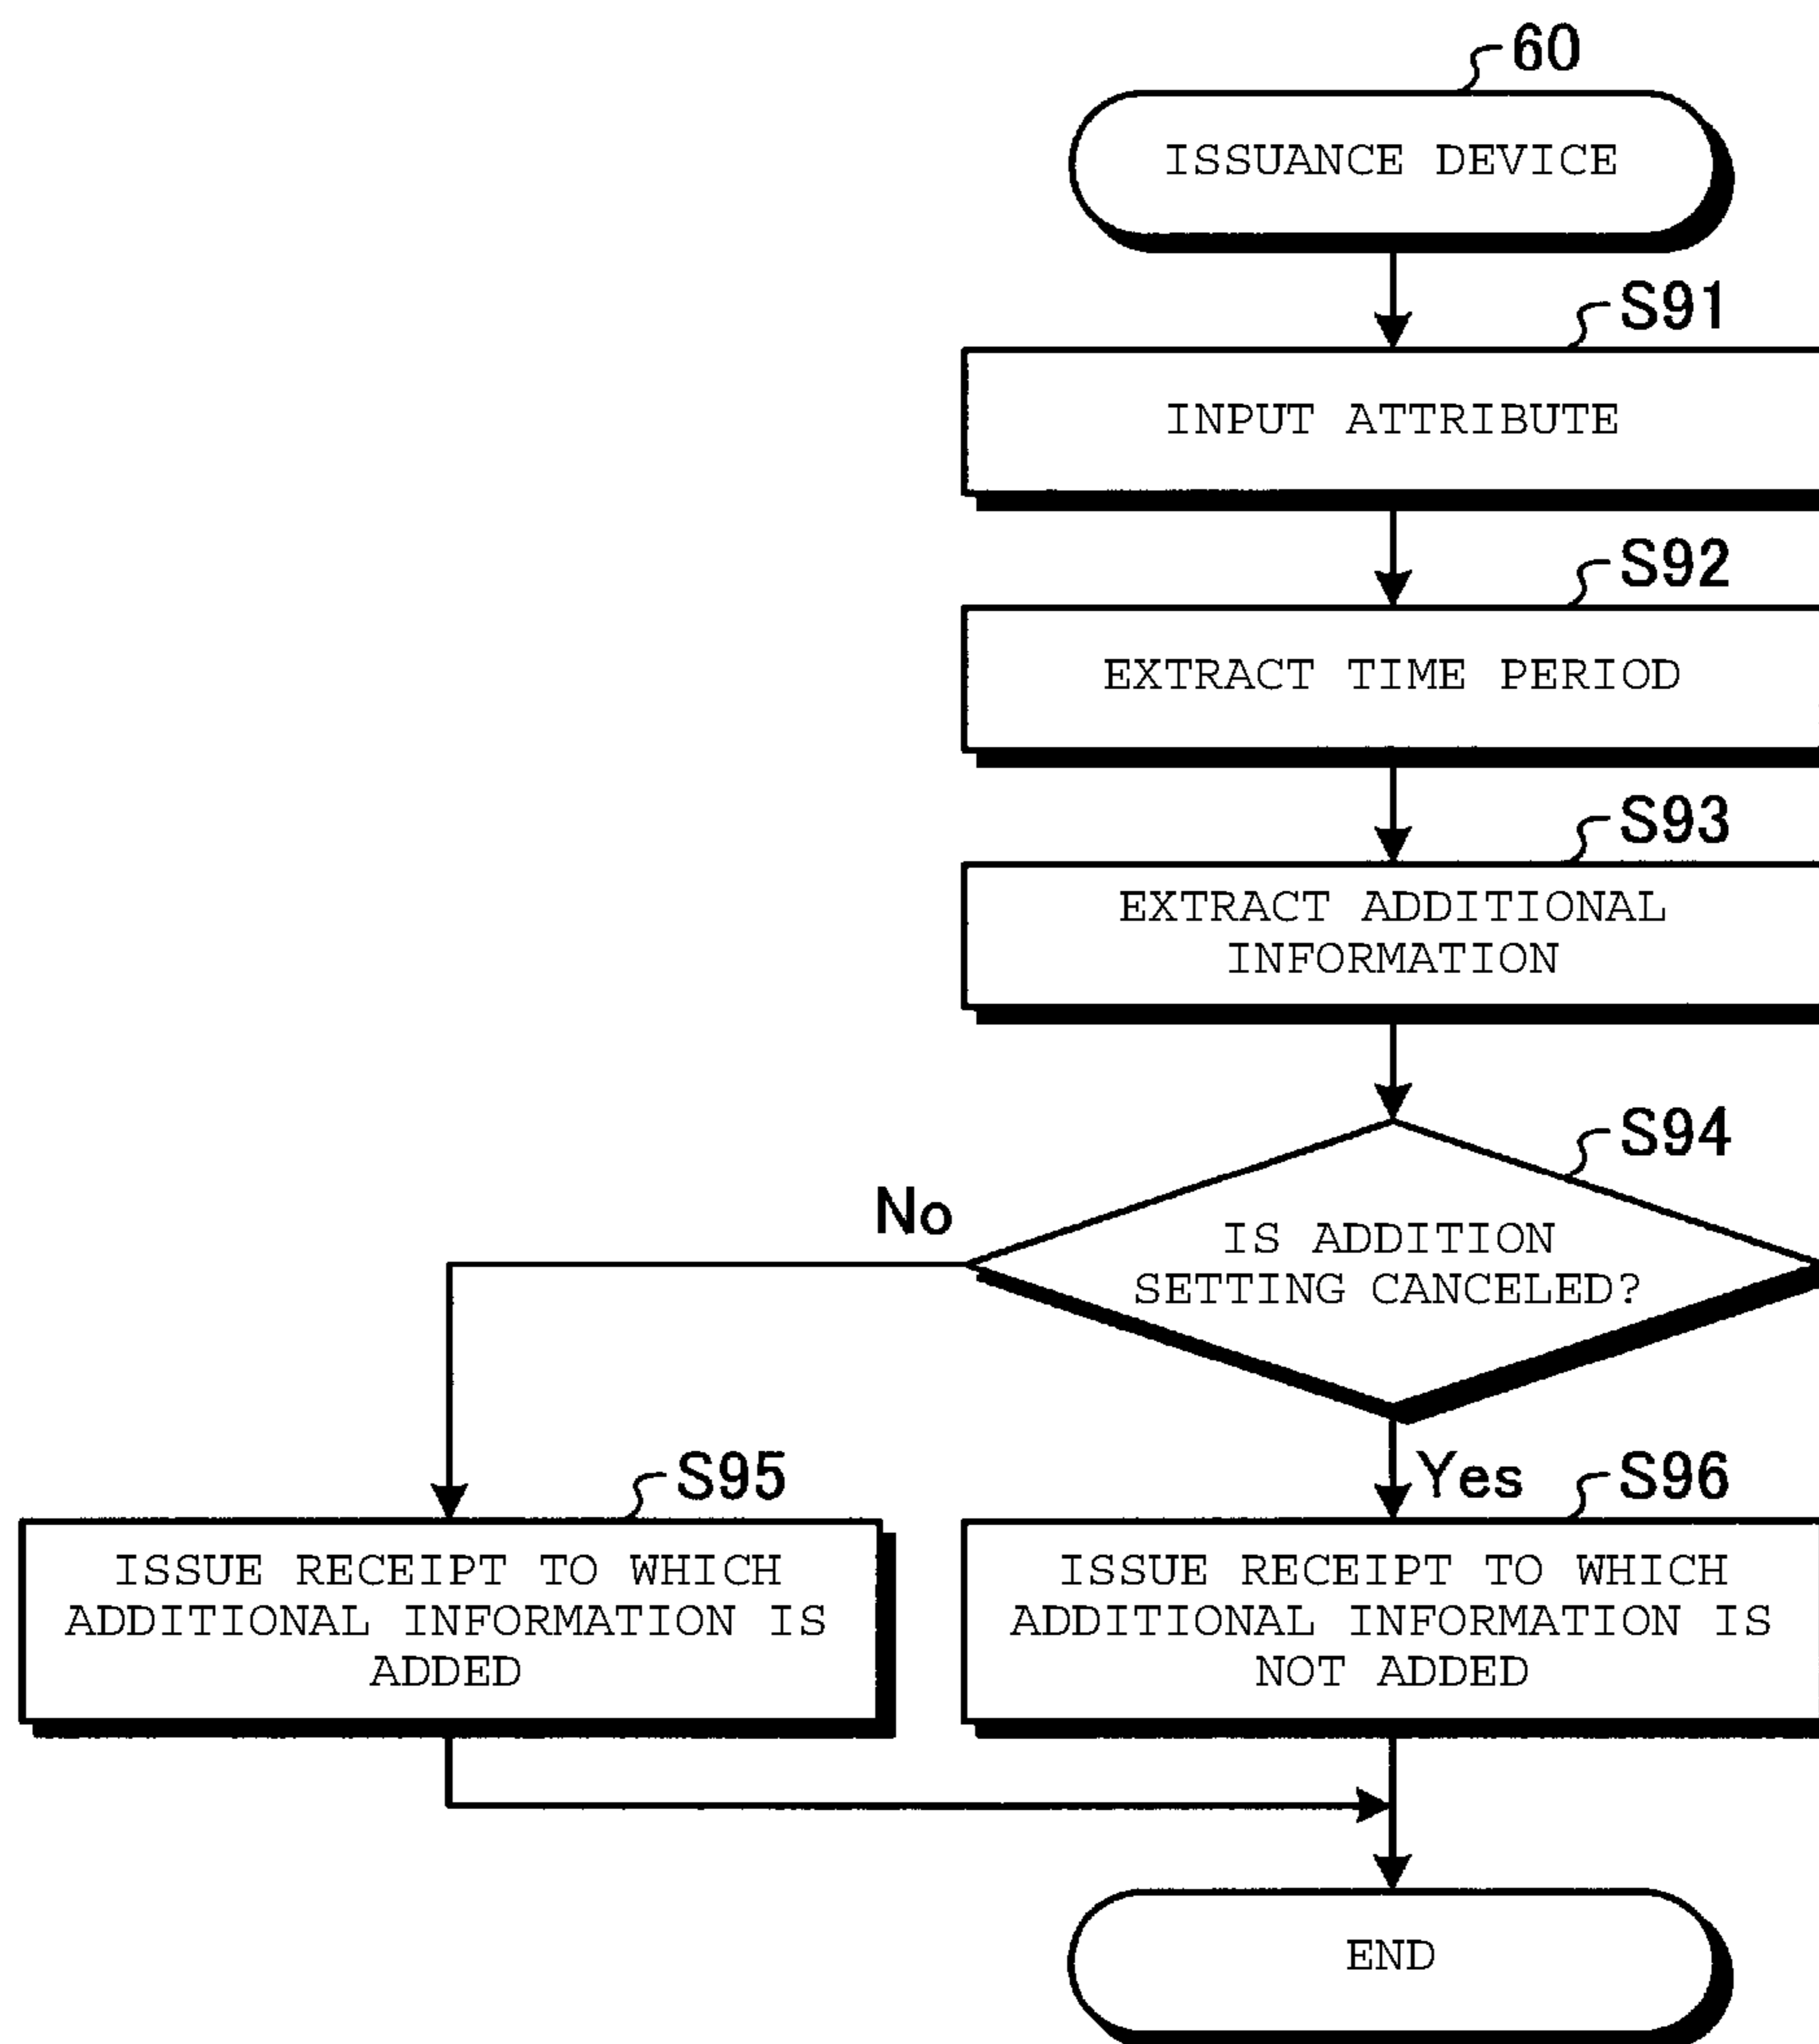 60
ISSUANCE DEVICE
S91
INPUT ATTRIBUTE
S92
EXTRACT TIME PERIOD
S93
EXTRACT ADDITIONAL
INFORMATION
S94
No
IS ADDITION
SETTING CANCELED?
Yes
S95
ISSUE RECEIPT TO WHICH
ADDITIONAL INFORMATION IS
ADDED
S96
ISSUE RECEIPT TO WHICH
ADDITIONAL INFORMATION IS
NOT ADDED
END